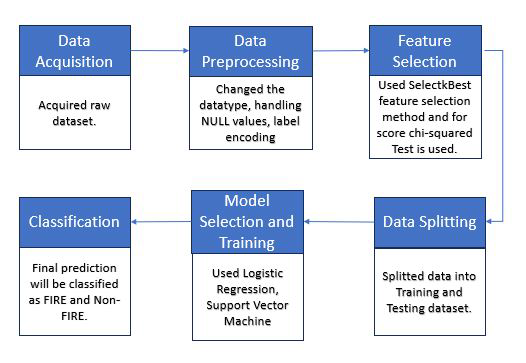 Data
Acquisition
Acquired raw
dataset.
Data
Preprocessing
Changed the
datatype, handling
NULL values, label
encoding
Feature
Selection
Used SelectkBest
feature selection
method and for
score chi-squared
Test is used.
Classification
Final prediction
will be classified
as FIRE and Non-
FIRE.
Model
Selection and
Training
Used Logistic
Regression,
Support Vector
Machine
Data Splitting
Splitted data into
Training and
Testing dataset.